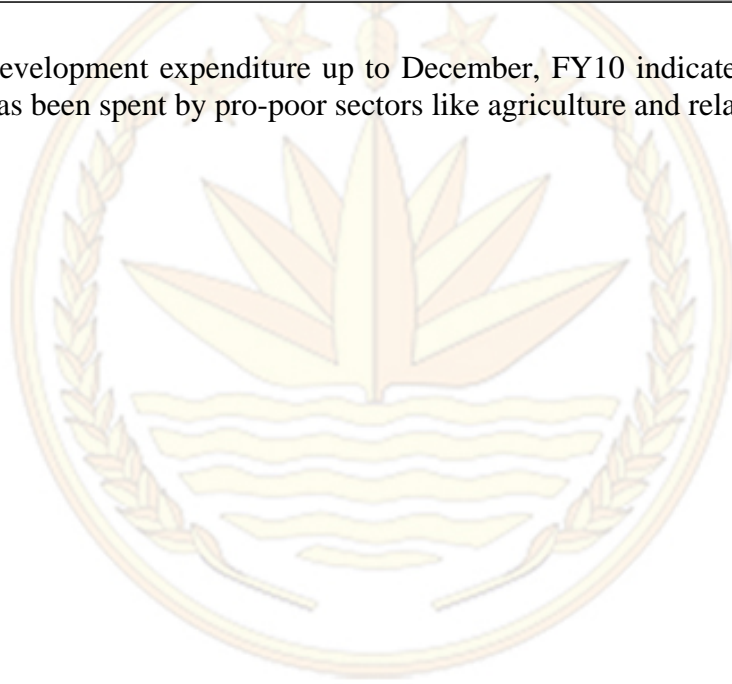 evelopment expenditure up to December, FY10 indicate
as been spent by pro-poor sectors like agriculture and rela